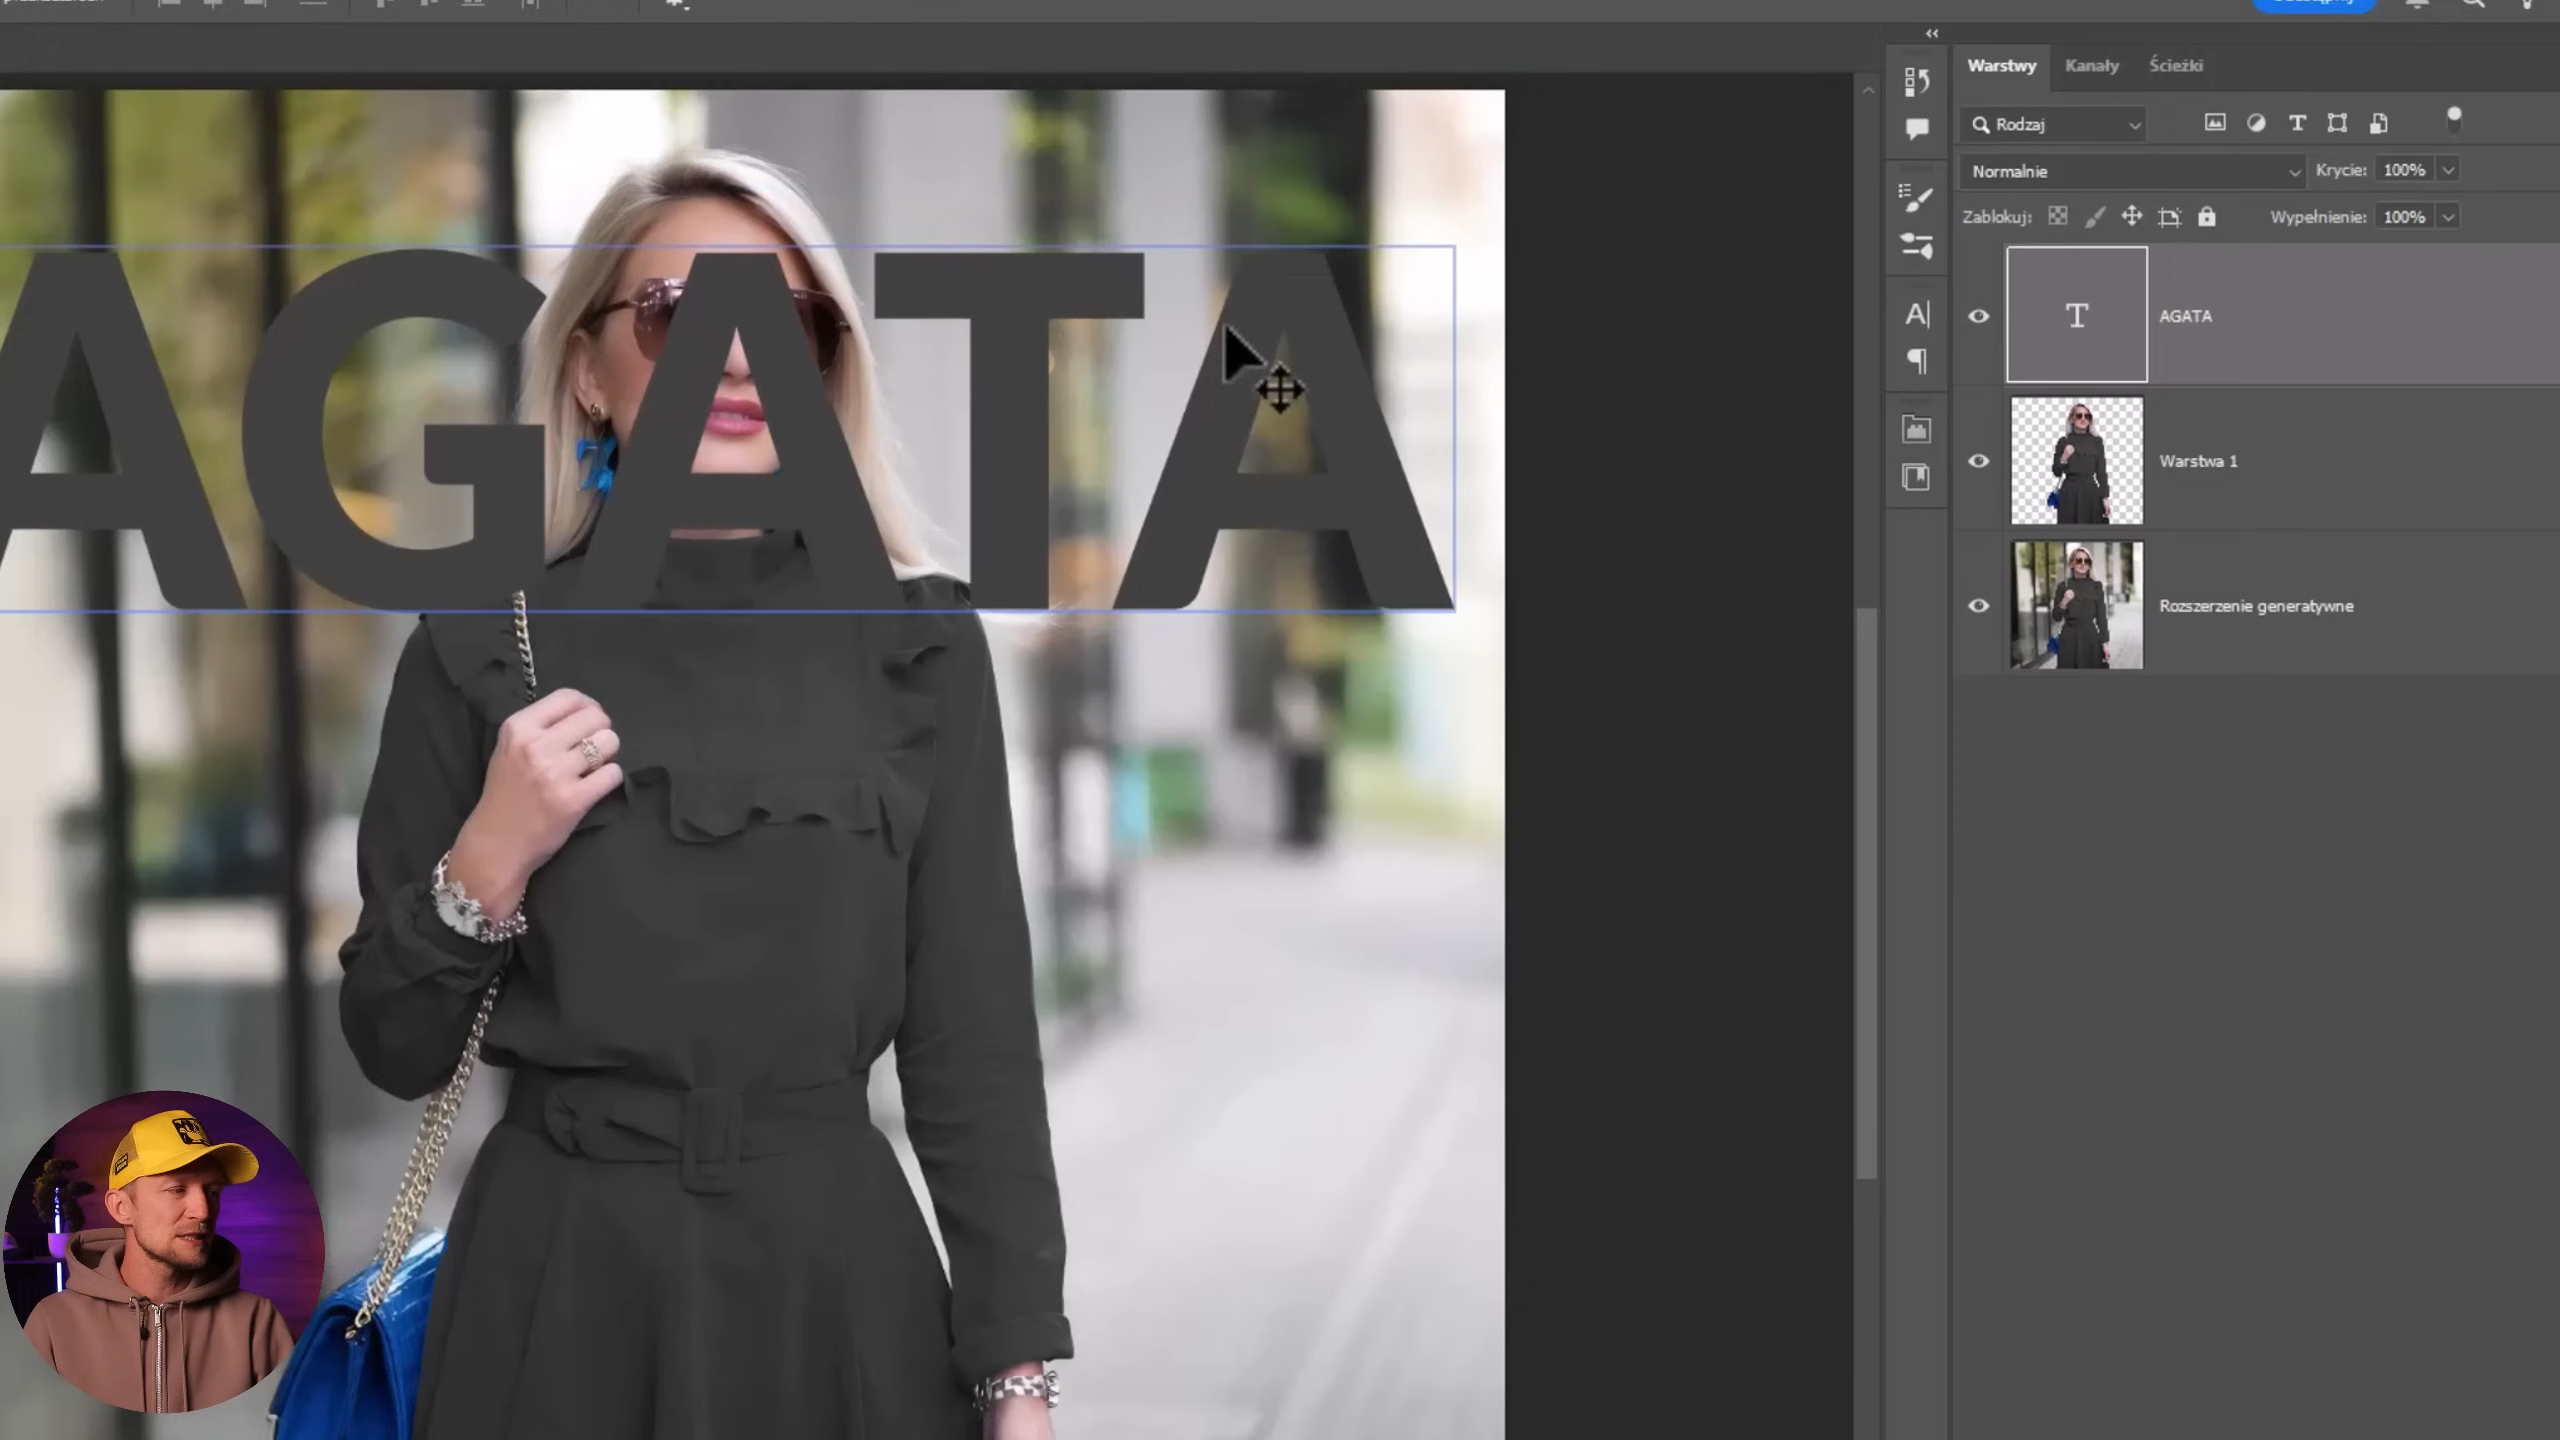 Warstwy Kanały Ścieżki
Rodzaj
Normalnie Krycie: 100%
Zablokuj: Wypełnienie: 100%
AGATA
T AGATA
Warstwa 1
Rozszerzenie generatywne